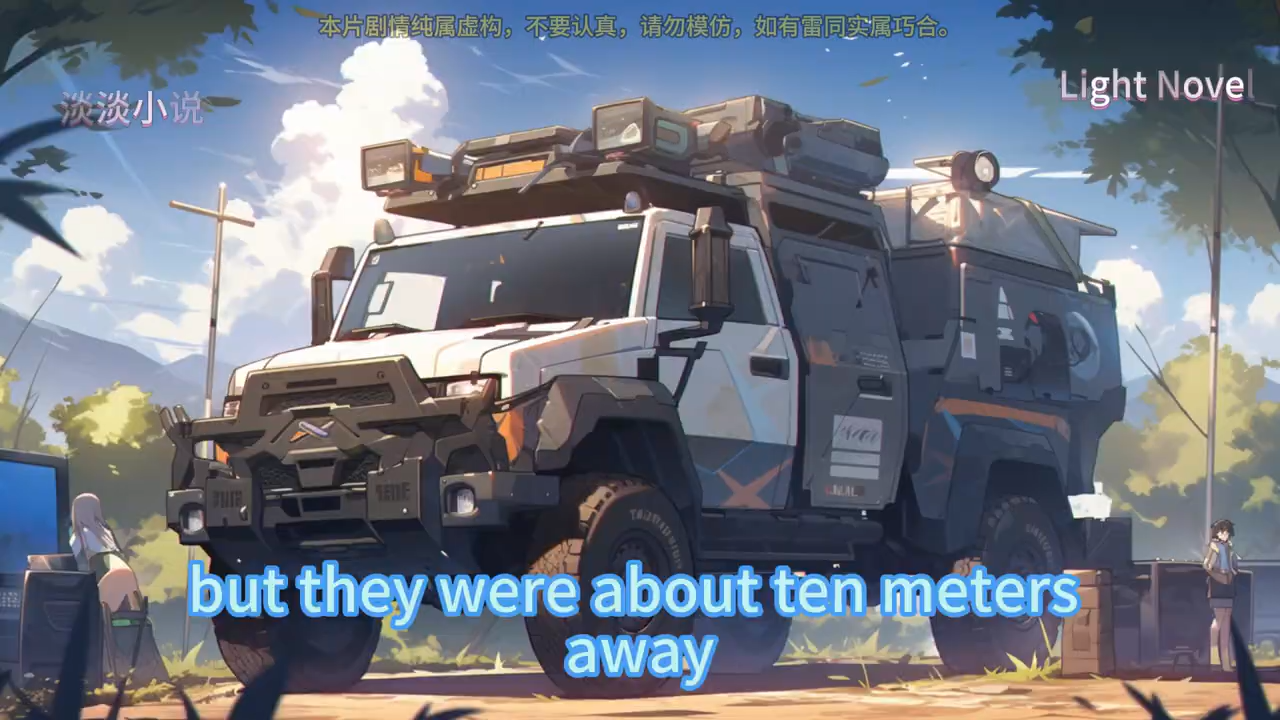 本片剧情纯属虚构，不要认真，请勿模仿，如有雷同实属巧合。
淡淡小说
Light Novel
but they were about ten meters
away